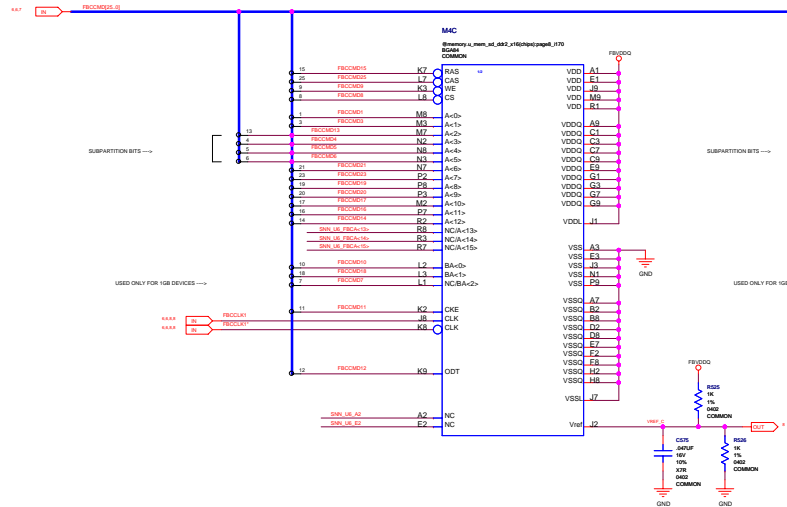 FBCCMD[25..0]
IN
M4C
@memory.u_mem_sd_ddr2_x16(chips):page8_i170
BGA84
COMMON
FBVDDQ
15 FBCCMD15 K7 RAS VDD A1
25 FBCCMD25 L7 CAS VDD E1
9 FBCCMD9 K3 WE VDD J9
8 FBCCMD8 L8 CS VDD M9
VDD R1
1 FBCCMD1 M8 A<0>
3 FBCCMD3 M3 A<1> VDDQ A9
13 FBCCMD13 M7 A<2> VDDQ C1
4 FBCCMD4 N2 A<3> VDDQ C3
SUBPARTITION BITS ---->
5 FBCCMD5 N8 A<4> VDDQ C7
SUBPARTITION BITS ---->
6 FBCCMD6 N3 A<5> VDDQ C9
21 FBCCMD21 N7 A<6> VDDQ E9
23 FBCCMD23 P2 A<7> VDDQ G1
19 FBCCMD19 P8 A<8> VDDQ G3
20 FBCCMD20 P3 A<9> VDDQ G7
17 FBCCMD17 M2 A<10> VDDQ G9
16 FBCCMD16 P7 A<11>
14 FBCCMD14 R2 A<12> VDDL J1
SNN_U6_FBCA<13> R8 NC/A<13>
SNN_U6_FBCA<14> R3 NC/A<14>
SNN_U6_FBCA<15> R7 NC/A<15> VSS A3
VSS E3
10 FBCCMD10 L2 BA<0> VSS J3
18 FBCCMD18 L3 BA<1> VSS N1
GND
USED ONLY FOR 1GB DEVICES ---->
7 FBCCMD7 L1 NC/BA<2> VSS P9
USED ONLY FOR 1GB
VSSQ A7
11 FBCCMD11 K2 CKE VSSQ B2
IN FBCCLK1 J8 CLK VSSQ B8
IN FBCCLK1* K8 CLK VSSQ D2
VSSQ D8
VSSQ E7
VSSQ F2
VSSQ F8
12 FBCCMD12 K9 ODT VSSQ H2
VSSQ H8
FBVDDQ
VSSL J7
R525
1K
1%
0402
COMMON
SNN_U6_A2 A2 NC
SNN_U6_E2 E2 NC Vref J2
OUT
C575
.047UF
16V
10%
X7R
0402
COMMON
R526
1K
1%
0402
COMMON
GND
GND